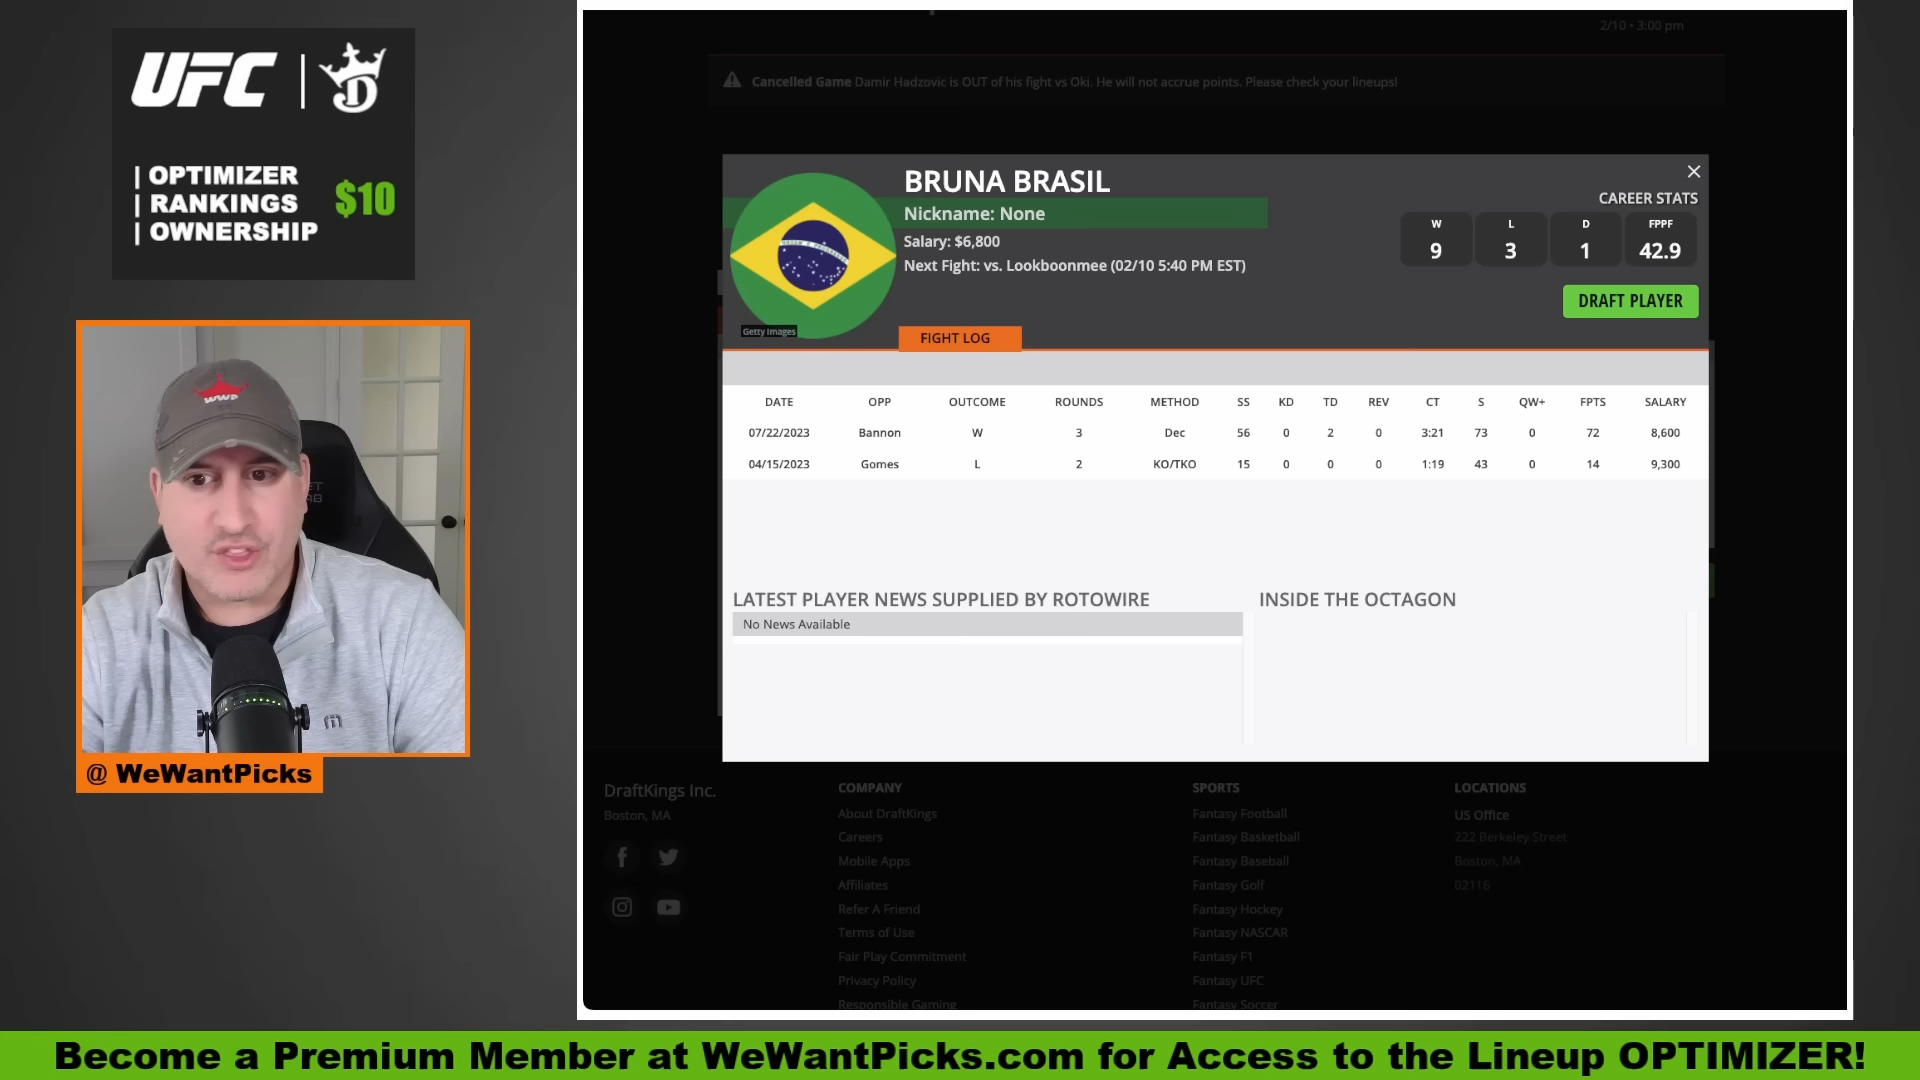 UFC
| OPTIMIZER
| RANKINGS
| OWNERSHIP
$10
WWP
@ WeWantPicks
2/10 • 3:00 pm
Cancelled Game Damir Hadzovic is OUT of his fight vs Oki. He will not accrue points. Please check your lineups!
BRUNA BRASIL
Nickname: None
Salary: $6,800
Next Fight: vs. Lookboonmee (02/10 5:40 PM EST)
Getty Images
CAREER STATS
W L D FPPF
9 3 1 42.9
DRAFT PLAYER
FIGHT LOG
DATE OPP OUTCOME ROUNDS METHOD SS KD TD REV CT S QW+ FPTS SALARY
07/22/2023 Bannon W 3 Dec 56 0 2 0 3:21 73 0 72 8,600
04/15/2023 Gomes L 2 KO/TKO 15 0 0 0 1:19 43 0 14 9,300
LATEST PLAYER NEWS SUPPLIED BY ROTOWIRE
No News Available
INSIDE THE OCTAGON
DraftKings Inc.
Boston, MA
COMPANY
About DraftKings
Careers
Mobile Apps
Affiliates
Refer A Friend
Terms of Use
Fair Play Commitment
Privacy Policy
Responsible Gaming
SPORTS
Fantasy Football
Fantasy Basketball
Fantasy Baseball
Fantasy Golf
Fantasy Hockey
Fantasy NASCAR
Fantasy F1
Fantasy UFC
Fantasy Soccer
LOCATIONS
US Office
222 Berkeley Street
Boston, MA
02116
Become a Premium Member at WeWantPicks.com for Access to the Lineup OPTIMIZER!